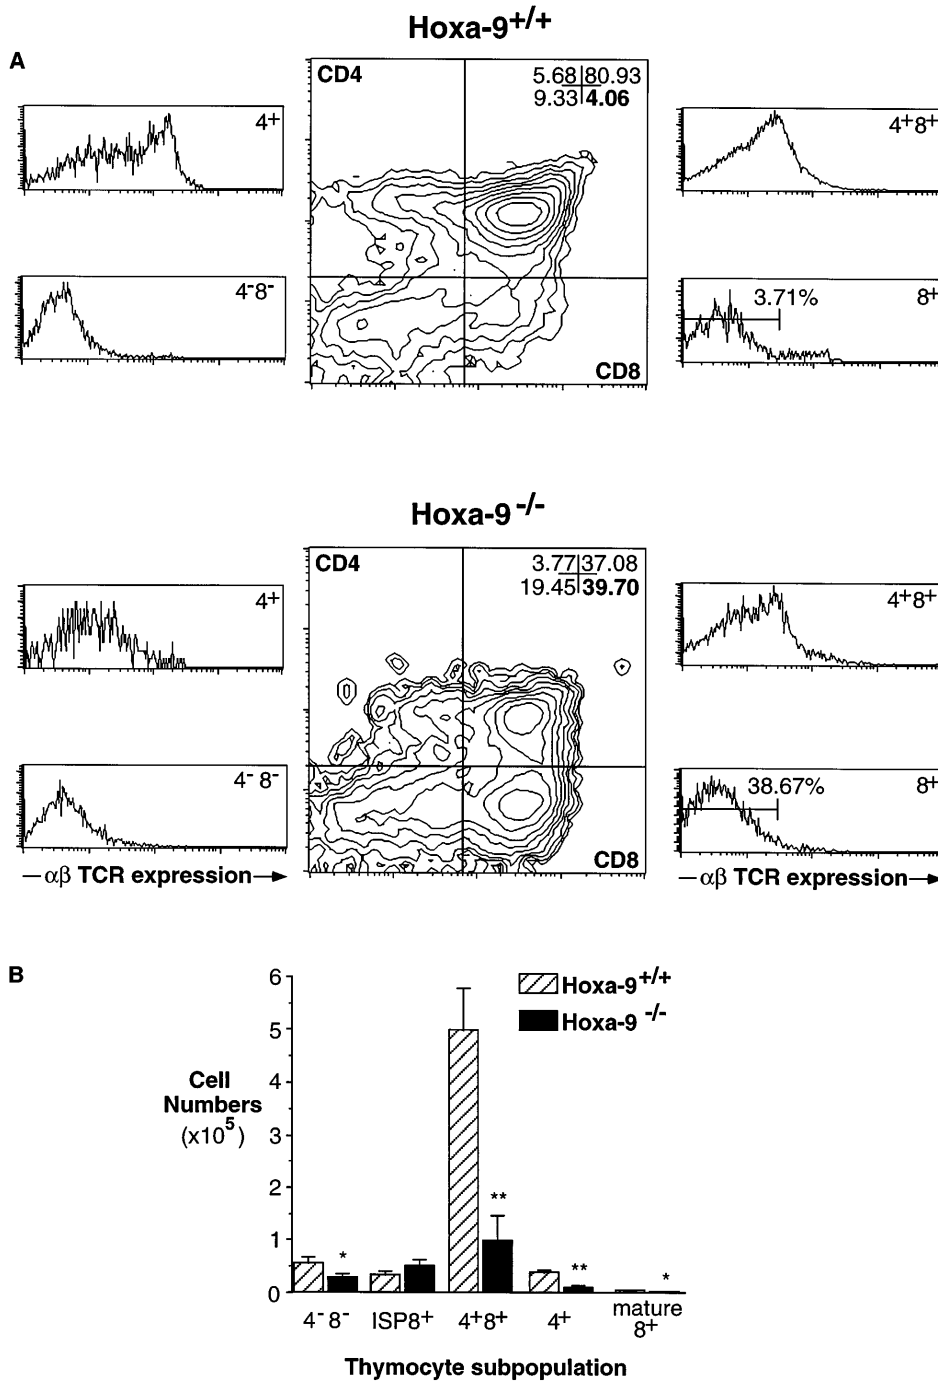 Hoxa-9+/+
A
CD4
5.68 80.93
9.33 4.06
4+
4+8+
4-8-
3.71%
8+
CD8
Hoxa-9 -/-
CD4
3.77 37.08
19.45 39.70
4+
4+8+
4- 8-
38.67%
8+
CD8
αβ TCR expression
αβ TCR expression
B
6
5
4
3
2
1
0
Cell
Numbers
(x105)
Hoxa-9+/+
Hoxa-9 -/-
*
**
**
*
4- 8-
ISP8+
4+8+
4+
mature
8+
Thymocyte subpopulation